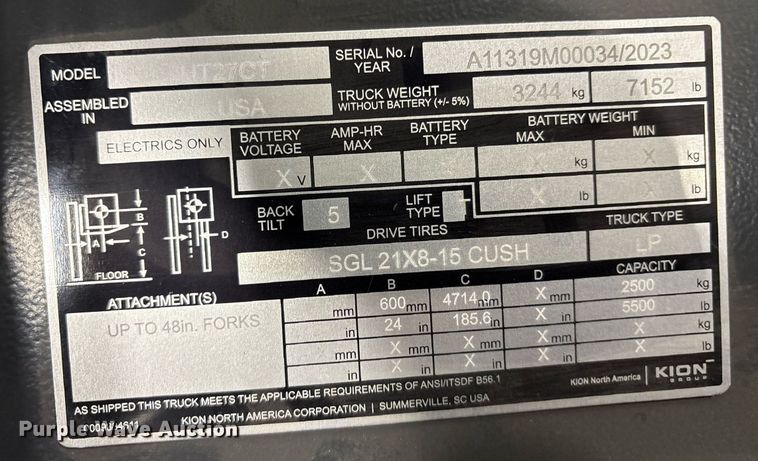 MODEL UT27CT SERIAL No./ YEAR A11319M00034/2023
ASSEMBLED IN USA TRUCK WEIGHT WITHOUT BATTERY (+/- 5%) 3244 kg 7152 lb
ELECTRICS ONLY BATTERY VOLTAGE AMP-HR MAX BATTERY TYPE BATTERY WEIGHT
MAX MIN
X V X X kg X kg
X lb X lb
BACK TILT 5 LIFT TYPE
DRIVE TIRES TRUCK TYPE
SGL 21X8-15 CUSH LP
A B C D
FLOOR
ATTACHMENT(S) A B C D CAPACITY
UP TO 48in. FORKS mm 600 mm 4714.0 mm X mm 2500 kg
in 24 in 185.6 in X in 5500 lb
X mm X mm X mm X mm X kg
X in X in X in X in X lb
AS SHIPPED THIS TRUCK MEETS THE APPLICABLE REQUIREMENTS OF ANSI/ITSDF B56.1
KION NORTH AMERICA CORPORATION | SUMMERVILLE, SC USA
KION North America | KION GROUP
Purple Wave Auction